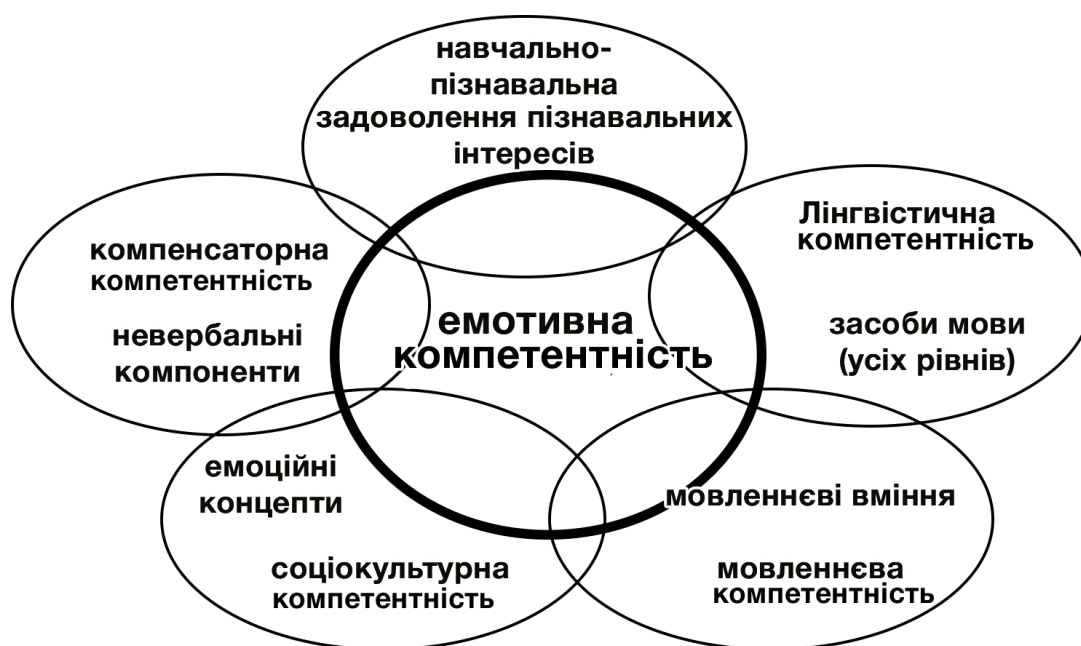 навчально-
пізнавальна
задоволення пізнавальних
інтересів
Лінгвістична
компетентність
засоби мови
(усіх рівнів)
компенсаторна
компетентність
невербальні
компоненти
емотивна
компетентність
емоційні
концепти
соціокультурна
компетентність
мовленнєві вміння
мовленнєва
компетентність